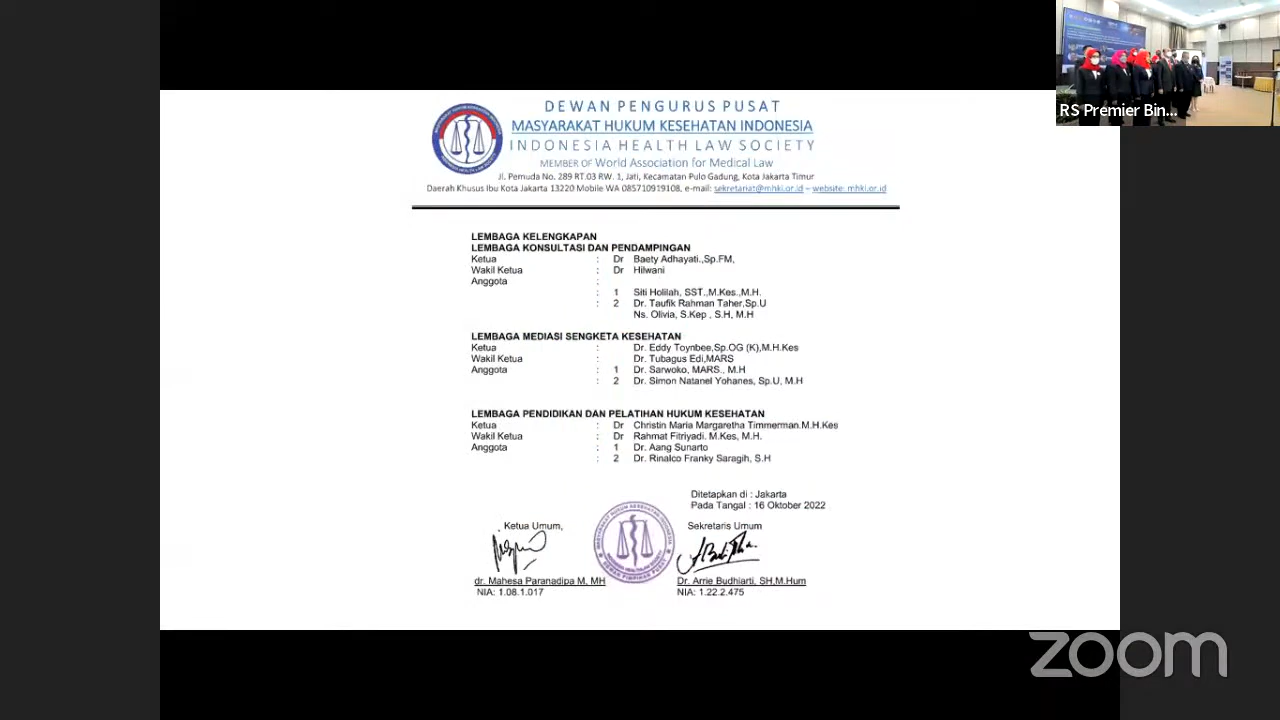 DEWAN PENGURUS PUSAT
MASYARAKAT HUKUM KESEHATAN INDONESIA
INDONESIA HEALTH LAW SOCIETY
MEMBER OF World Association for Medical Law
Jl. Pemuda No. 289 RT.03 RW. 1, Jati, Kecamatan Pulo Gadung, Kota Jakarta Timur
Daerah Khusus Ibu Kota Jakarta 13220 Mobile WA 085710919108, e-mail: sekretariat@mhki.or.id – website: mhki.or.id
LEMBAGA KELENGKAPAN
LEMBAGA KONSULTASI DAN PENDAMPINGAN
Ketua : Dr Baety Adhayati.,Sp.FM,
Wakil Ketua : Dr Hilwani
Anggota :
: 1 Siti Holilah, SST.,M.Kes.,M.H.
: 2 Dr. Taufik Rahman Taher,Sp.U
Ns. Olivia, S.Kep , S.H, M.H
LEMBAGA MEDIASI SENGKETA KESEHATAN
Ketua : Dr. Eddy Toynbee,Sp.OG (K),M.H.Kes
Wakil Ketua : Dr. Tubagus Edi,MARS
Anggota : 1 Dr. Sarwoko, MARS., M.H
: 2 Dr. Simon Natanel Yohanes, Sp.U, M.H
LEMBAGA PENDIDIKAN DAN PELATIHAN HUKUM KESEHATAN
Ketua : Dr Christin Maria Margaretha Timmerman.M.H.Kes
Wakil Ketua : Dr Rahmat Fitriyadi. M.Kes, M.H.
Anggota : 1 Dr. Aang Sunarto
: 2 Dr. Rinalco Franky Saragih, S.H
Ditetapkan di : Jakarta
Pada Tangal : 16 Oktober 2022
Ketua Umum, Sekretaris Umum
MASYARAKAT HUKUM KESEHATAN INDONESIA
dr. Mahesa Paranadipa M, MH Dr. Arrie Budhiarti, SH,M.Hum
NIA: 1.08.1.017 NIA: 1.22.2.475
RS Premier Bin...
zoom